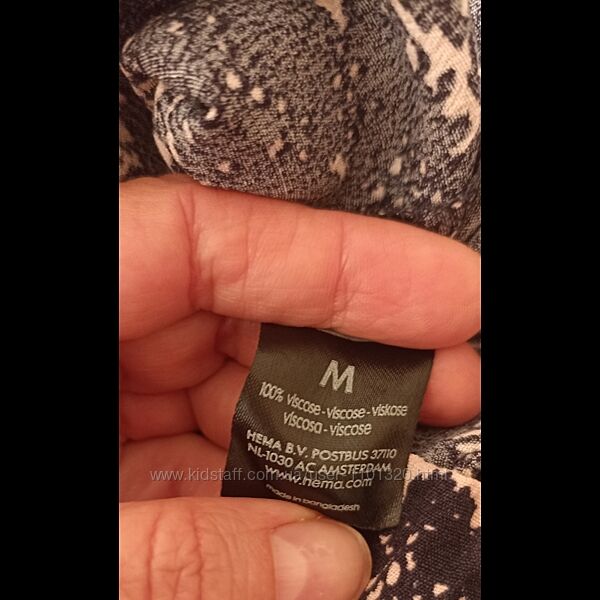 M
100% viscose - viscose - viskose
viscosa - viscose
HEMA B.V. POSTBUS 37110
NL-1030 AC AMSTERDAM
www.hema.com
made in bangladesh